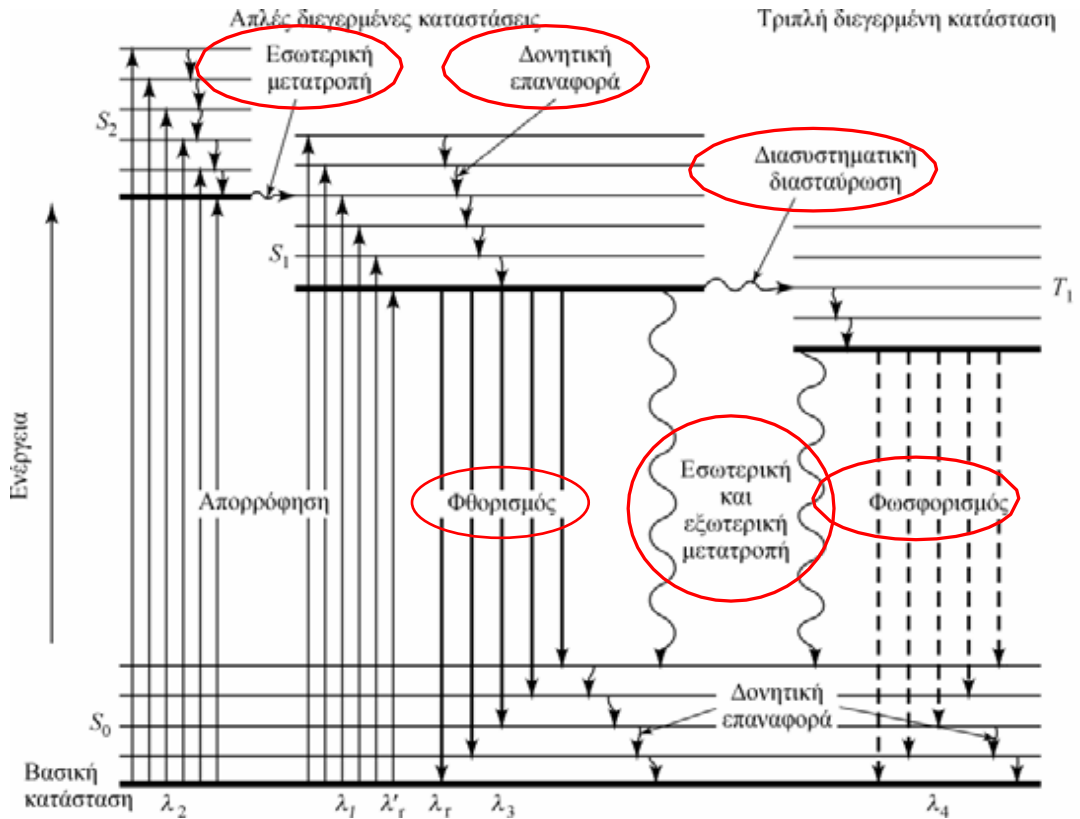 Απλές διεγερμένες καταστάσεις
Τριπλή διεγερμένη κατάσταση
Εσωτερική
μετατροπή
Δονητική
επαναφορά
S2
Διασυστηματική
διασταύρωση
S1
T1
Ενέργεια
Απορρόφηση
Φθορισμός
Εσωτερική
και
εξωτερική
μετατροπή
Φωσφορισμός
Δονητική
επαναφορά
S0
Βασική
κατάσταση
λ2 λ1 λ'r λr λ3 λ4